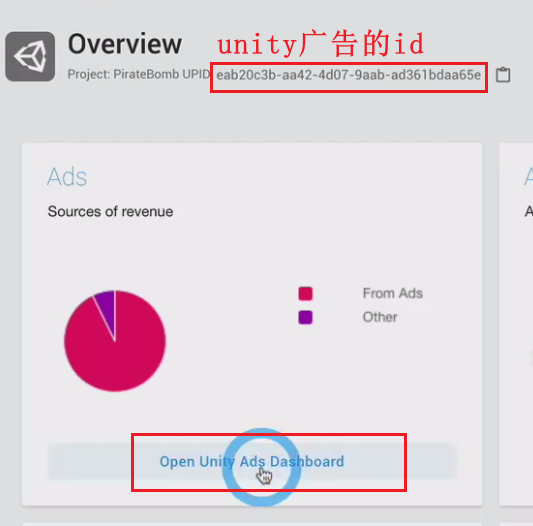 Overview unity广告的id
Project: PirateBomb UPID eab20c3b-aa42-4d07-9aab-ad361bdaa65e
Ads
Sources of revenue
From Ads
Other
Open Unity Ads Dashboard